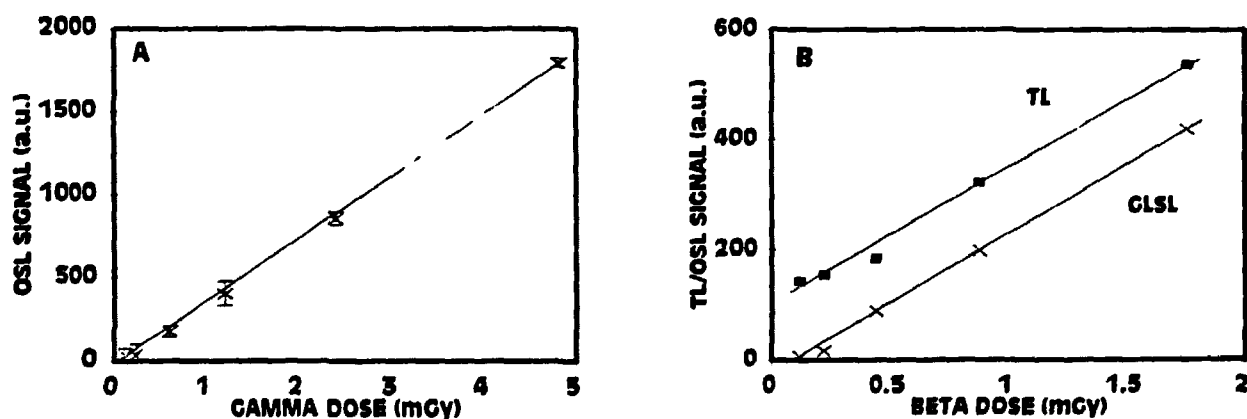 A
2000
1500
1000
500
0
OSL SIGNAL (a.u.)
0 1 2 3 4 5
GAMMA DOSE (mGy)
B
600
400
200
0
TL/OSL SIGNAL (a.u.)
TL
GLSL
0 0.5 1 1.5 2
BETA DOSE (mGy)